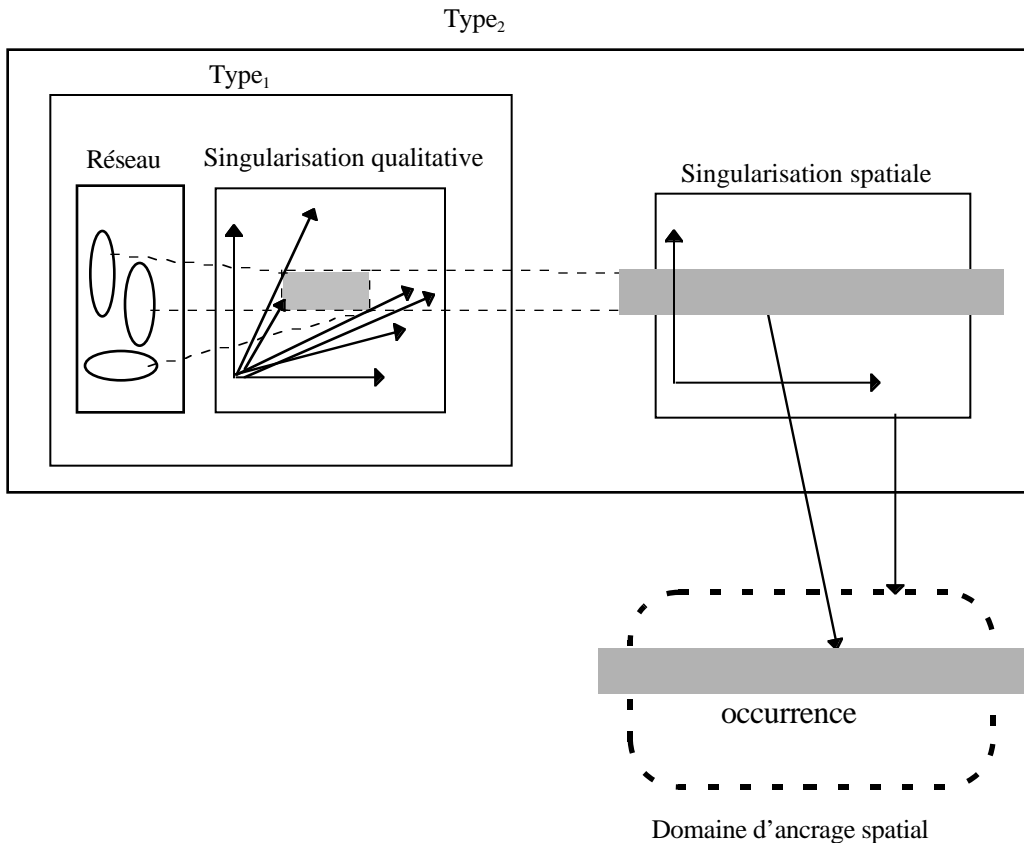 Type₂
Type₁
Réseau
Singularisation qualitative
Singularisation spatiale
occurrence
Domaine d’ancrage spatial